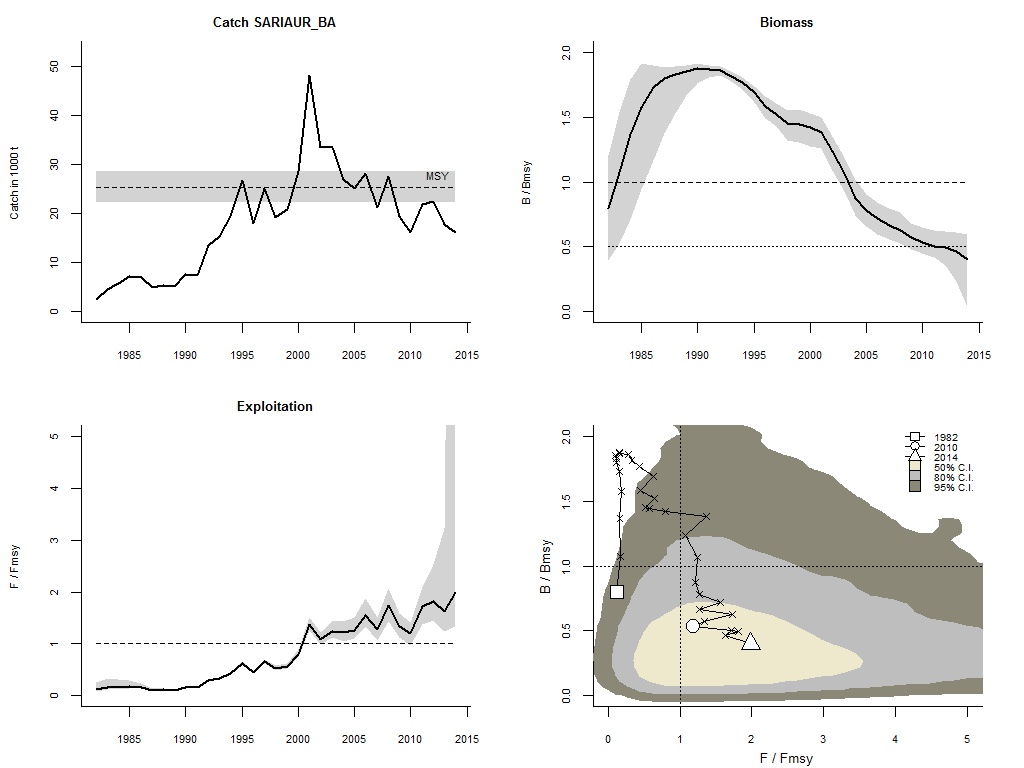 Catch SARIAUR_BA
Catch in 1000 t
50
40
30
20
10
0
MSY
1985 1990 1995 2000 2005 2010 2015
Biomass
B / Bmsy
2.0
1.5
1.0
0.5
0.0
1985 1990 1995 2000 2005 2010 2015
Exploitation
F / Fmsy
5
4
3
2
1
0
1985 1990 1995 2000 2005 2010 2015
B / Bmsy
2.0
1.5
1.0
0.5
0.0
1982
2010
2014
50% C.I.
80% C.I.
95% C.I.
0 1 2 3 4 5
F / Fmsy